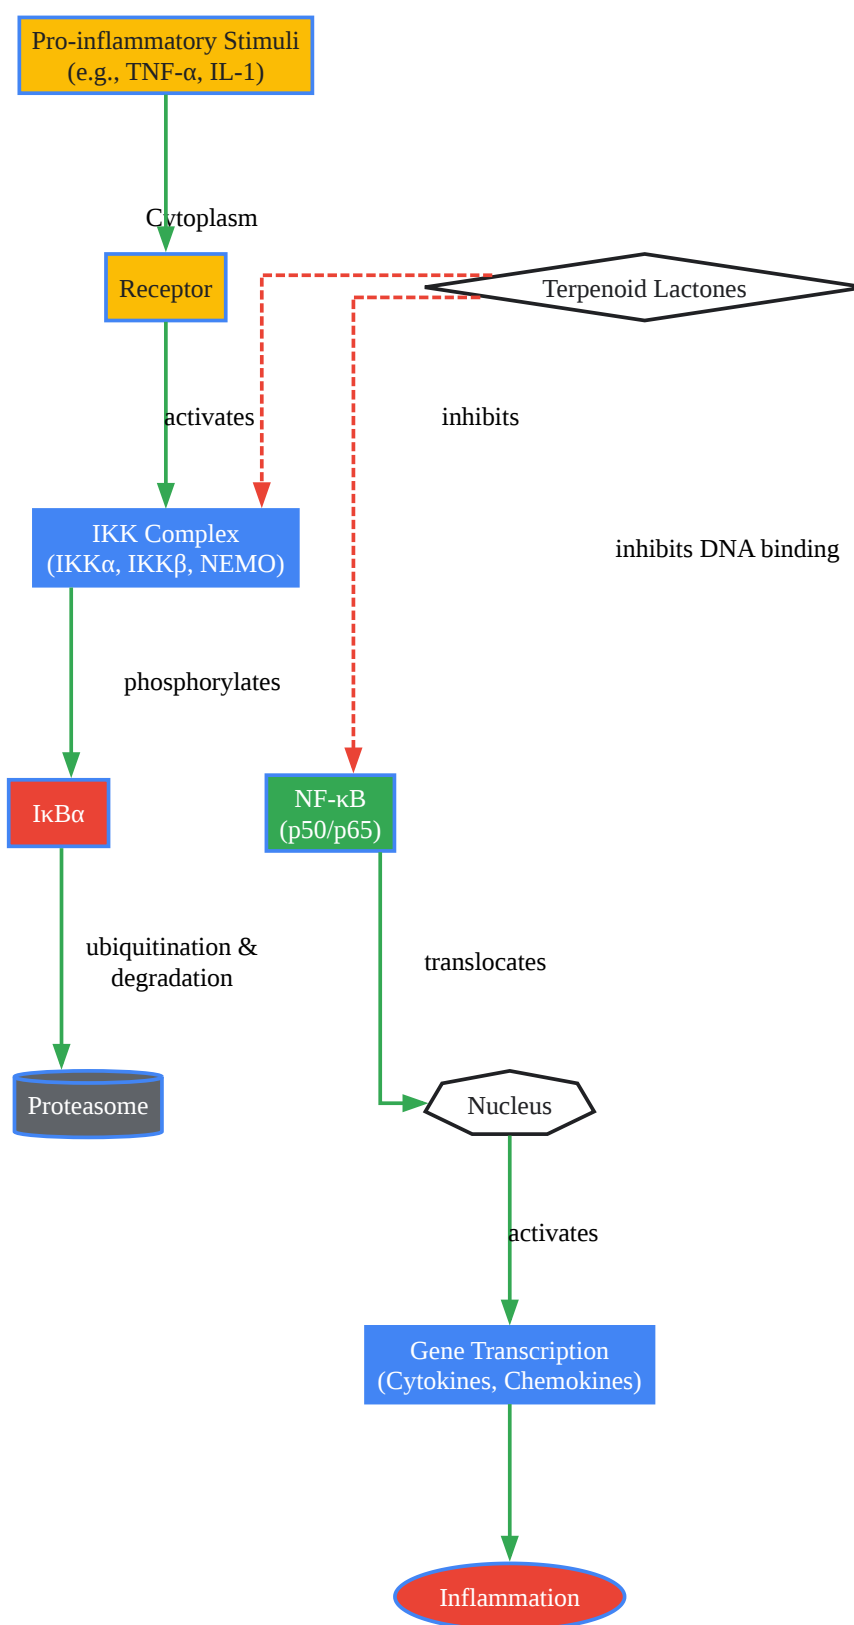 Pro-inflammatory Stimuli
(e.g., TNF-α, IL-1)
Cytoplasm
Receptor
Terpenoid Lactones
activates
inhibits
IKK Complex
(IKKα, IKKβ, NEMO)
inhibits DNA binding
phosphorylates
IκBα
NF-κB
(p50/p65)
ubiquitination &
degradation
translocates
Proteasome
Nucleus
activates
Gene Transcription
(Cytokines, Chemokines)
Inflammation